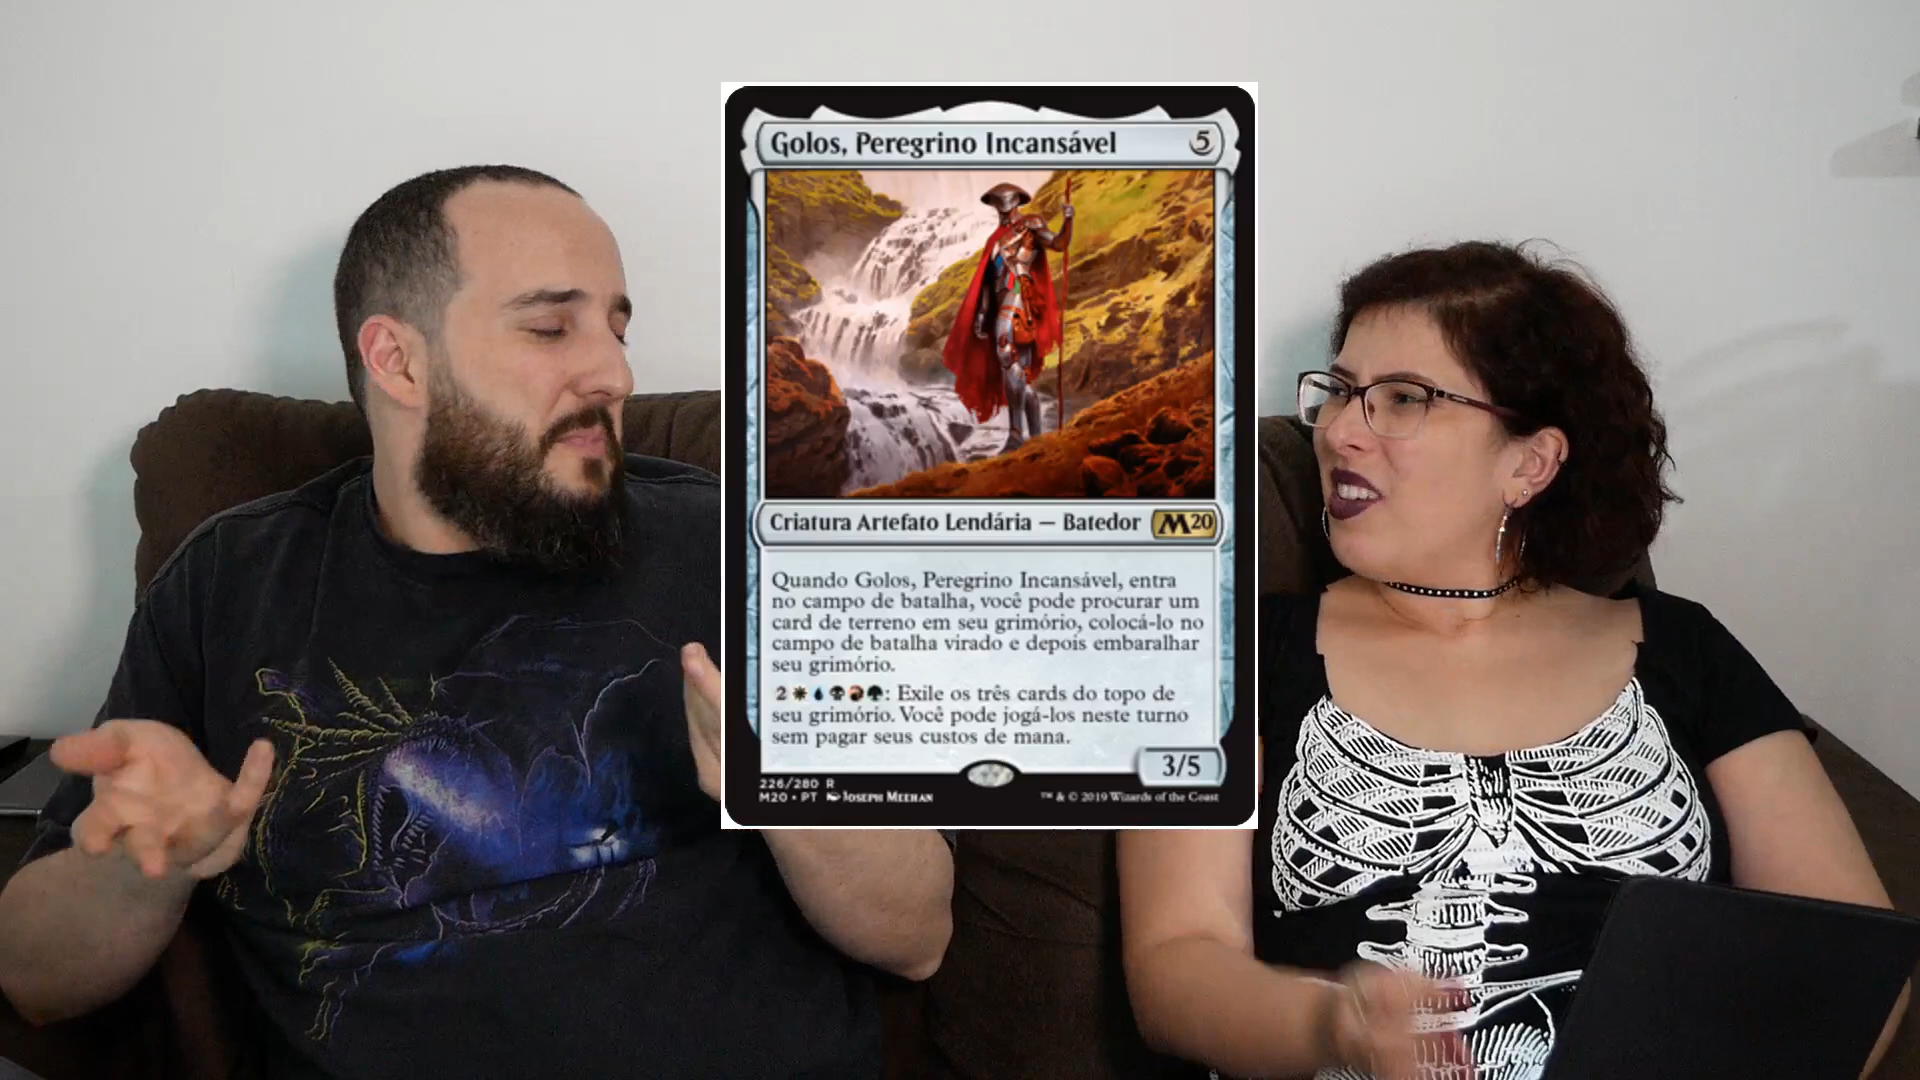 Golos, Peregrino Incansável 5
Criatura Artefato Lendária — Batedor M20
Quando Golos, Peregrino Incansável, entra
no campo de batalha, você pode procurar um
card de terreno em seu grimório, colocá-lo no
campo de batalha virado e depois embaralhar
seu grimório.
2 : Exile os três cards do topo de
seu grimório. Você pode jogá-los neste turno
sem pagar seus custos de mana.
3/5
226/280 R
M20 • PT Joseph Meehan
™ & © 2019 Wizards of the Coast